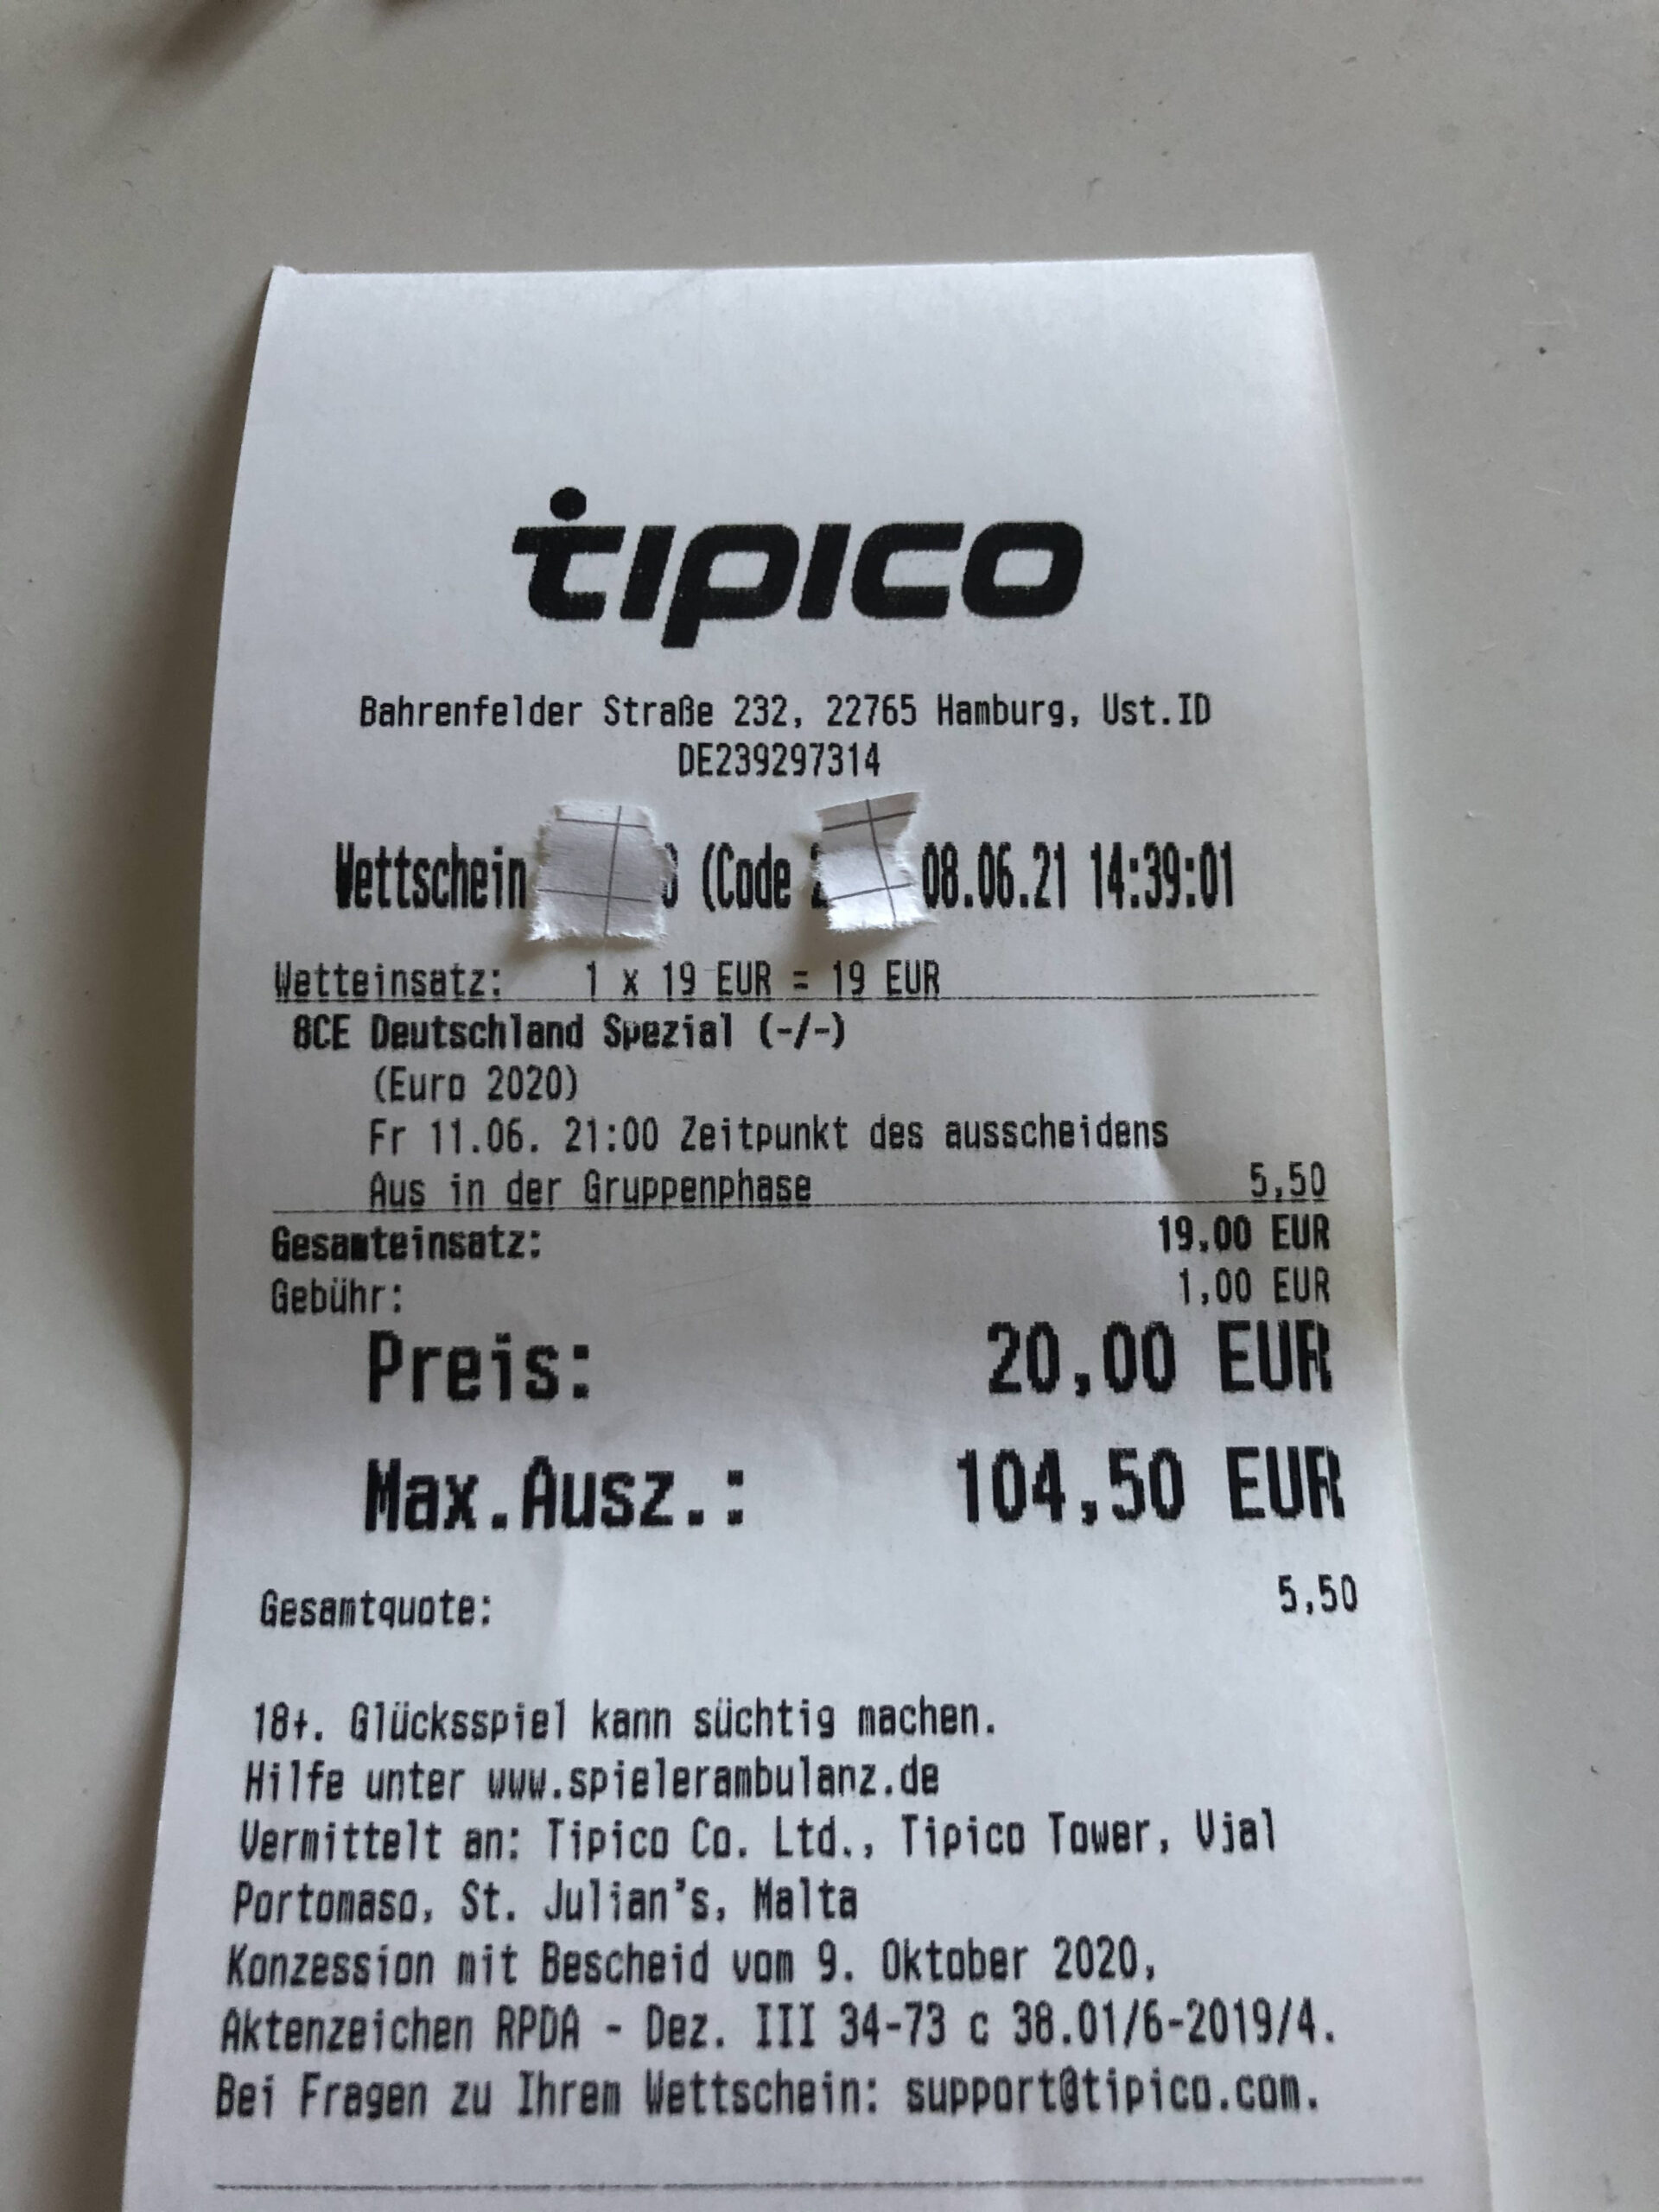 tipico
Bahrenfelder Straße 232, 22765 Hamburg, Ust.ID
DE239297314
Wettschein (Code 08.06.21 14:39:01
Wetteinsatz: 1 x 19 EUR = 19 EUR
8CE Deutschland Spezial (-/-)
(Euro 2020)
Fr 11.06. 21:00 Zeitpunkt des ausscheidens
Aus in der Gruppenphase 5,50
Gesamteinsatz: 19,00 EUR
Gebühr: 1,00 EUR
Preis: 20,00 EUR
Max.Ausz.: 104,50 EUR
Gesamtquote: 5,50
18+. Glücksspiel kann süchtig machen.
Hilfe unter www.spielerambulanz.de
Vermittelt an: Tipico Co. Ltd., Tipico Tower, Vjal
Portomaso, St. Julian's, Malta
Konzession mit Bescheid vom 9. Oktober 2020,
Aktenzeichen RPDA - Dez. III 34-73 c 38.01/6-2019/4.
Bei Fragen zu Ihrem Wettschein: support@tipico.com.